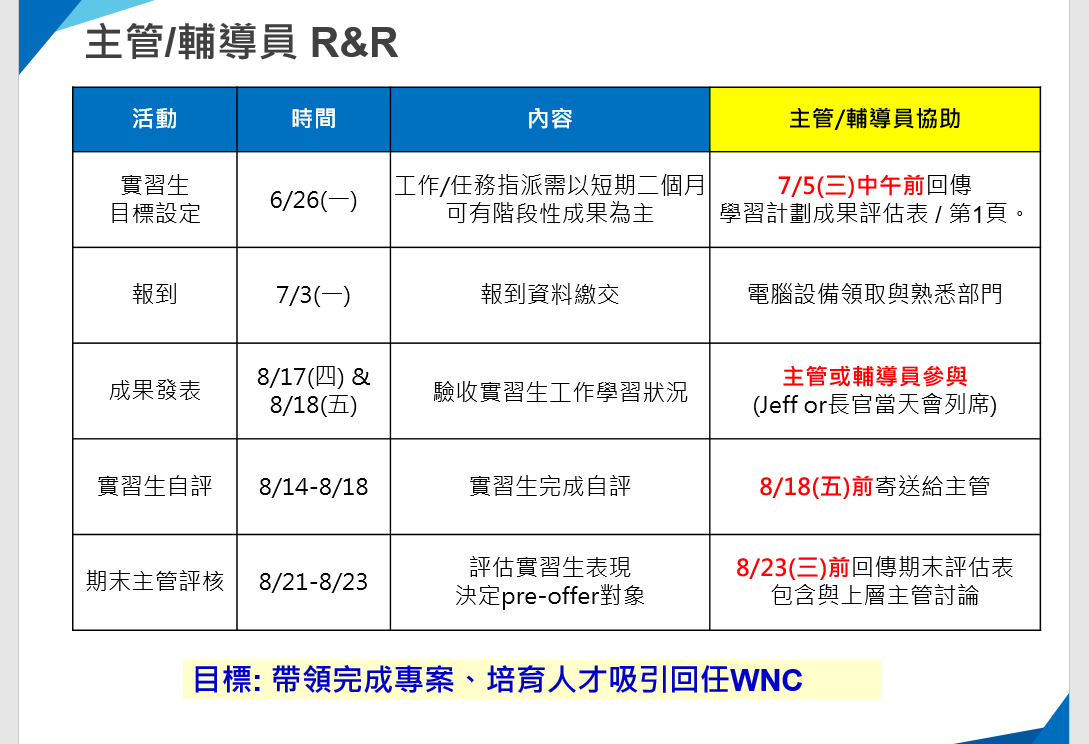 主管/輔導員 R&R
活動 時間 內容 主管/輔導員協助
實習生
目標設定
6/26(一)
工作/任務指派需以短期二個月
可有階段性成果為主
7/5(三)中午前回傳
學習計劃成果評估表 / 第1頁。
報到
7/3(一)
報到資料繳交
電腦設備領取與熟悉部門
成果發表
8/17(四) &
8/18(五)
驗收實習生工作學習狀況
主管或輔導員參與
(Jeff or長官當天會列席)
實習生自評
8/14-8/18
實習生完成自評
8/18(五)前寄送給主管
期末主管評核
8/21-8/23
評估實習生表現
決定pre-offer對象
8/23(三)前回傳期末評估表
包含與上層主管討論
目標: 帶領完成專案、培育人才吸引回任WNC